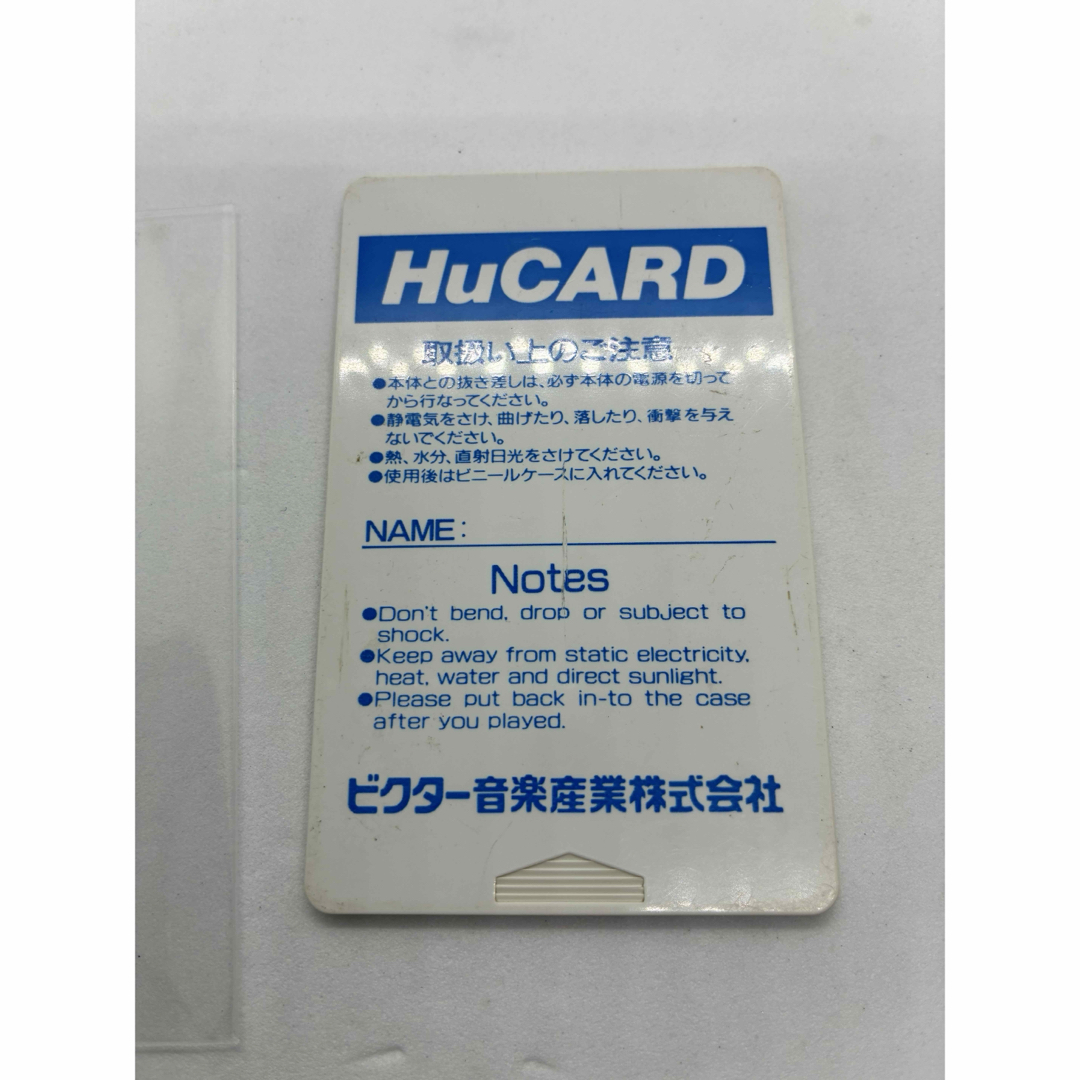 HuCARD
取扱い上のご注意
●本体との抜き差しは、必ず本体の電源を切って
から行なってください。
●静電気をさけ、曲げたり、落したり、衝撃を与え
ないでください。
●熱、水分、直射日光をさけてください。
●使用後はビニールケースに入れてください。
NAME:
Notes
●Don't bend, drop or subject to
shock.
●Keep away from static electricity,
heat, water and direct sunlight.
●Please put back in-to the case
after you played.
ビクター音楽産業株式会社